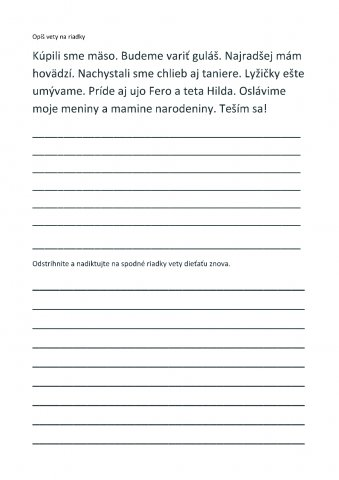 Opíš vety na riadky
Kúpili sme mäso. Budeme variť guláš. Najradšej mám
hovädzí. Nachystali sme chlieb aj taniere. Lyžičky ešte
umývame. Príde aj ujo Fero a teta Hilda. Oslávime
moje meniny a mamine narodeniny. Teším sa!
Odstrihnite a nadiktujte na spodné riadky vety dieťaťu znova.